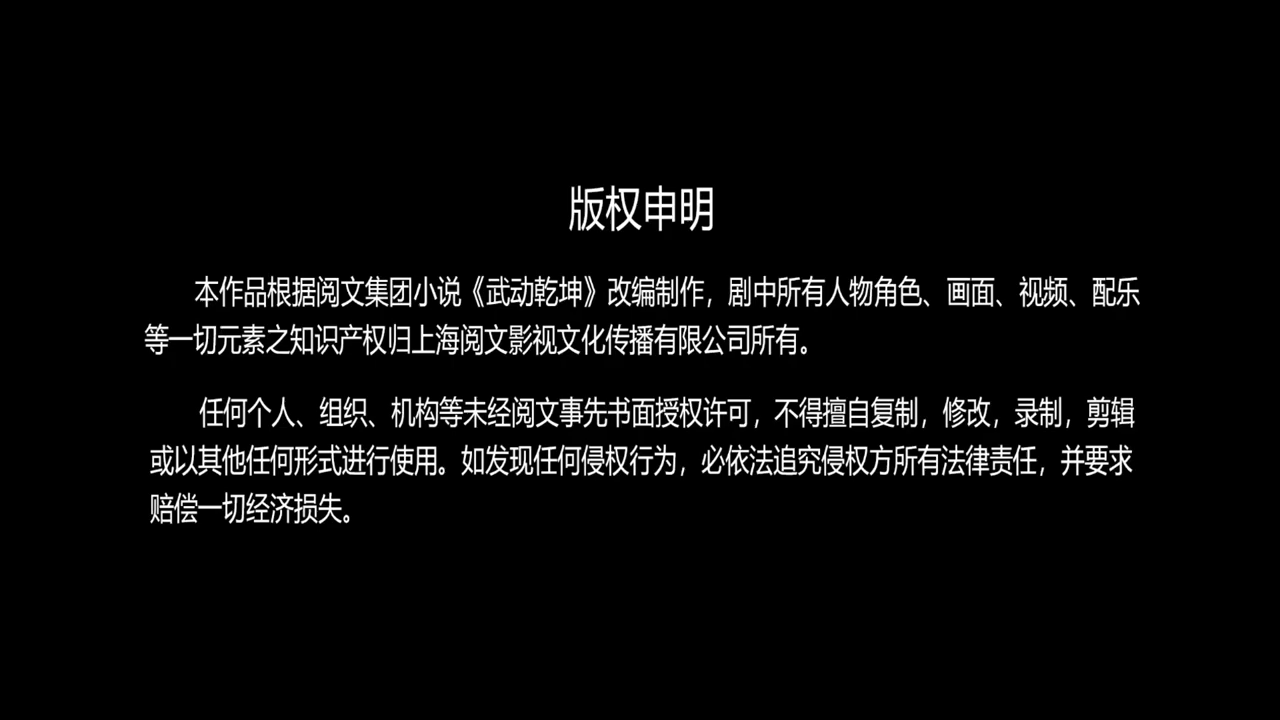 版权申明
本作品根据阅文集团小说《武动乾坤》改编制作，剧中所有人物角色、画面、视频、配乐
等一切元素之知识产权归上海阅文影视文化传播有限公司所有。
任何个人、组织、机构等未经阅文事先书面授权许可，不得擅自复制，修改，录制，剪辑
或以其他任何形式进行使用。如发现任何侵权行为，必依法追究侵权方所有法律责任，并要求
赔偿一切经济损失。